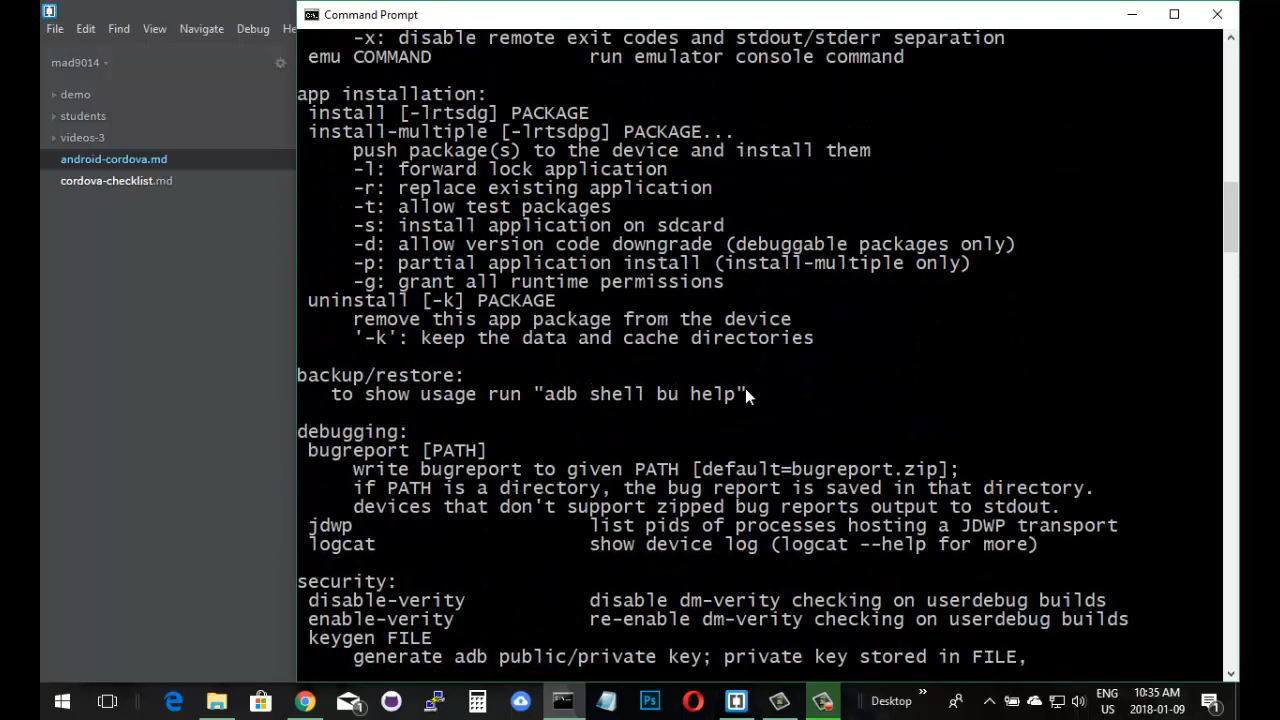 Command Prompt
File Edit Find View Navigate Debug He
mad9014
demo
students
videos-3
android-cordova.md
cordova-checklist.md
-x: disable remote exit codes and stdout/stderr separation
emu COMMAND run emulator console command
app installation:
install [-lrtsdg] PACKAGE
install-multiple [-lrtsdpg] PACKAGE...
push package(s) to the device and install them
-l: forward lock application
-r: replace existing application
-t: allow test packages
-s: install application on sdcard
-d: allow version code downgrade (debuggable packages only)
-p: partial application install (install-multiple only)
-g: grant all runtime permissions
uninstall [-k] PACKAGE
remove this app package from the device
'-k': keep the data and cache directories
backup/restore:
to show usage run "adb shell bu help"
debugging:
bugreport [PATH]
write bugreport to given PATH [default=bugreport.zip];
if PATH is a directory, the bug report is saved in that directory.
devices that don't support zipped bug reports output to stdout.
jdwp list pids of processes hosting a JDWP transport
logcat show device log (logcat --help for more)
security:
disable-verity disable dm-verity checking on userdebug builds
enable-verity re-enable dm-verity checking on userdebug builds
keygen FILE
generate adb public/private key; private key stored in FILE,
Desktop
ENG
US
10:35 AM
2018-01-09